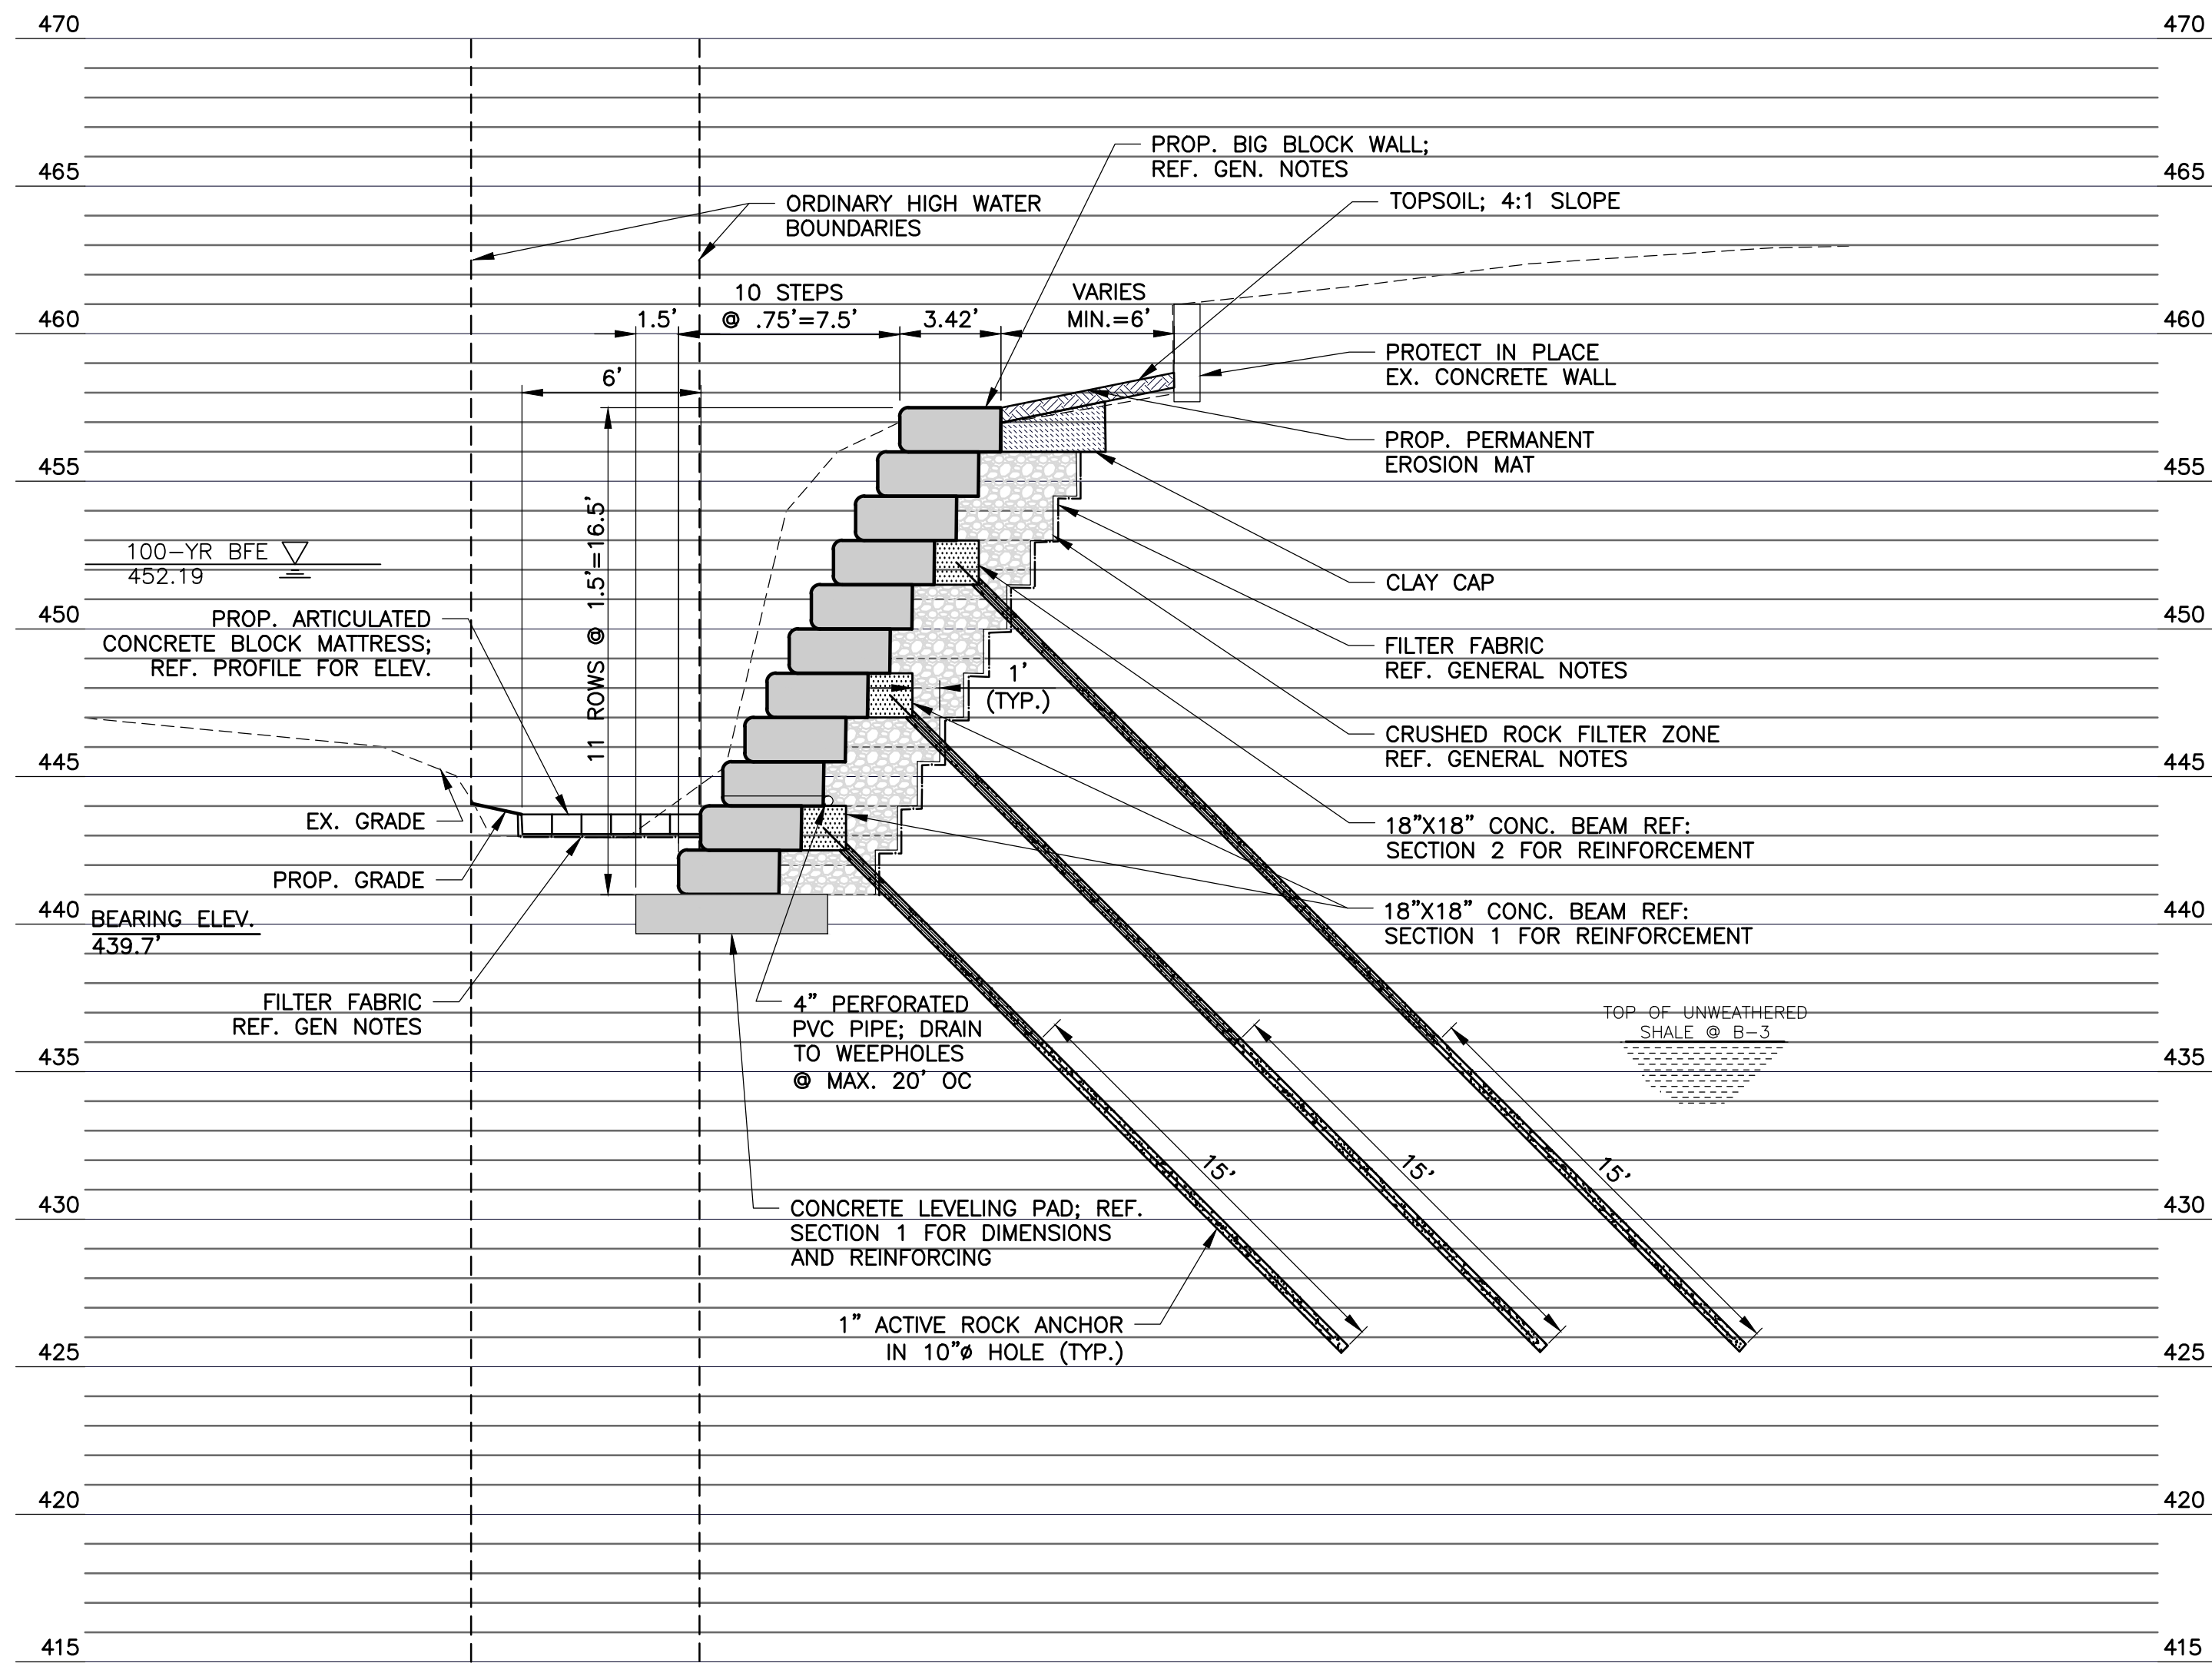 470
470
PROP. BIG BLOCK WALL;
REF. GEN. NOTES
465
465
TOPSOIL; 4:1 SLOPE
ORDINARY HIGH WATER
BOUNDARIES
10 STEPS
@ .75'=7.5'
1.5'
3.42'
VARIES
MIN.=6'
460
460
PROTECT IN PLACE
EX. CONCRETE WALL
6'
PROP. PERMANENT
EROSION MAT
455
455
11 ROWS @ 1.5'=16.5'
100-YR BFE
452.19
CLAY CAP
450
450
PROP. ARTICULATED
CONCRETE BLOCK MATTRESS;
REF. PROFILE FOR ELEV.
FILTER FABRIC
REF. GENERAL NOTES
1'
(TYP.)
CRUSHED ROCK FILTER ZONE
REF. GENERAL NOTES
445
445
EX. GRADE
18"X18" CONC. BEAM REF:
SECTION 2 FOR REINFORCEMENT
PROP. GRADE
440
440
BEARING ELEV.
439.7'
18"X18" CONC. BEAM REF:
SECTION 1 FOR REINFORCEMENT
FILTER FABRIC
REF. GEN NOTES
4" PERFORATED
PVC PIPE; DRAIN
TO WEEPHOLES
@ MAX. 20' OC
TOP OF UNWEATHERED
SHALE @ B-3
435
435
15'
15'
15'
430
430
CONCRETE LEVELING PAD; REF.
SECTION 1 FOR DIMENSIONS
AND REINFORCING
1" ACTIVE ROCK ANCHOR
IN 10"ø HOLE (TYP.)
425
425
420
420
415
415